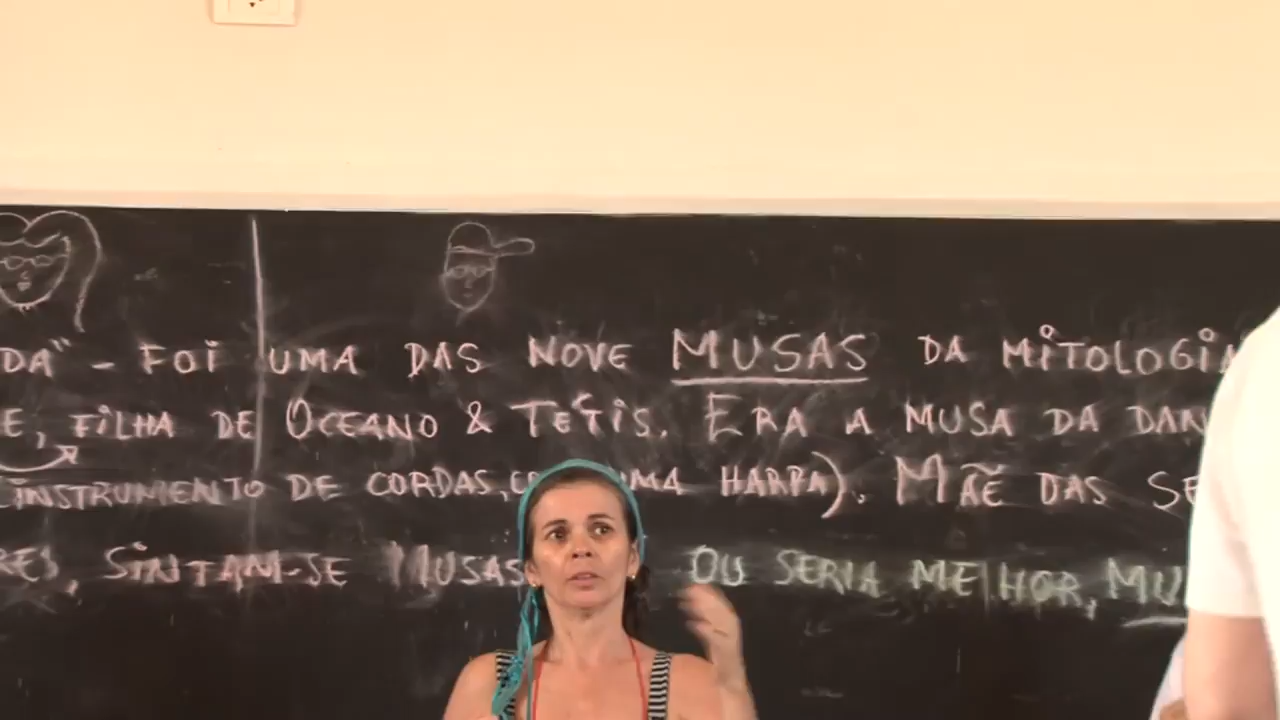 DA" - FOI UMA DAS NOVE MUSAS DA MITOLOGIA
E, FILHA DE OCEANO & TETIS. ERA A MUSA DA DAN
(INSTRUMENTO DE CORDAS, UMA HARPA). MÃE DAS SE
RES, SINTAM-SE MUSAS OU SERIA MELHOR, MU